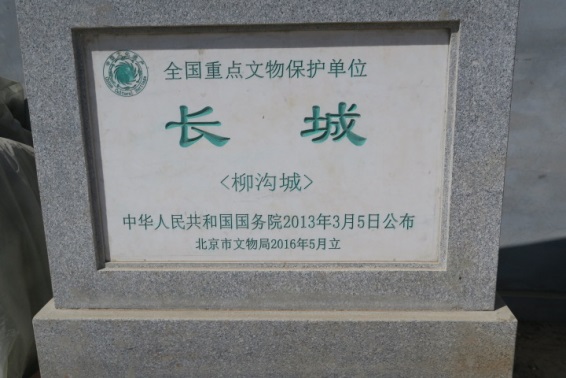 全国重点文物保护单位
长城
<柳沟城>
中华人民共和国国务院2013年3月5日公布
北京市文物局2016年5月立